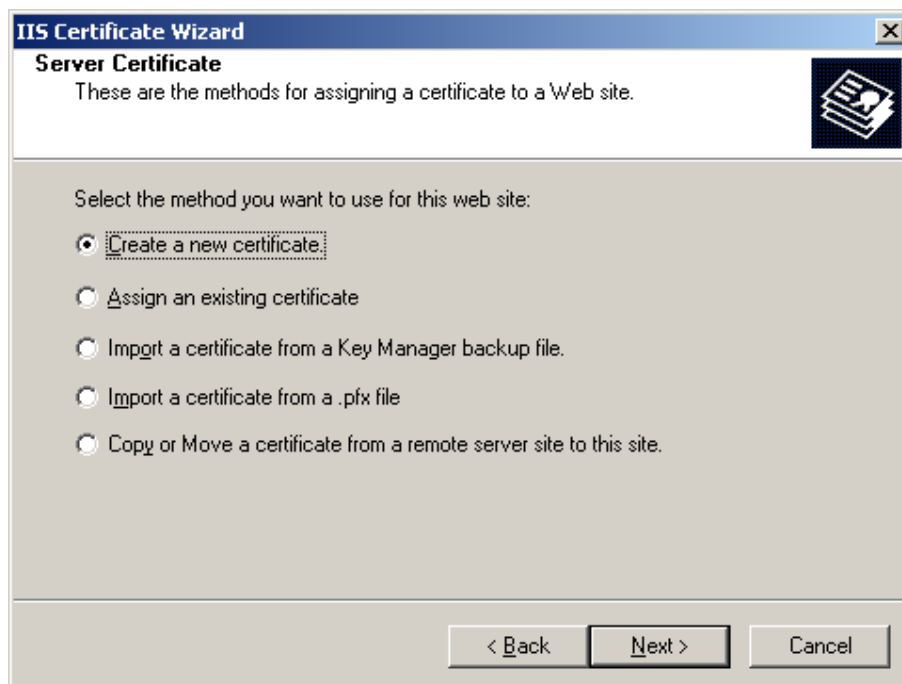 IIS Certificate Wizard
Server Certificate
These are the methods for assigning a certificate to a Web site.
Select the method you want to use for this web site:
Create a new certificate.
Assign an existing certificate
Import a certificate from a Key Manager backup file.
Import a certificate from a .pfx file
Copy or Move a certificate from a remote server site to this site.
< Back Next > Cancel